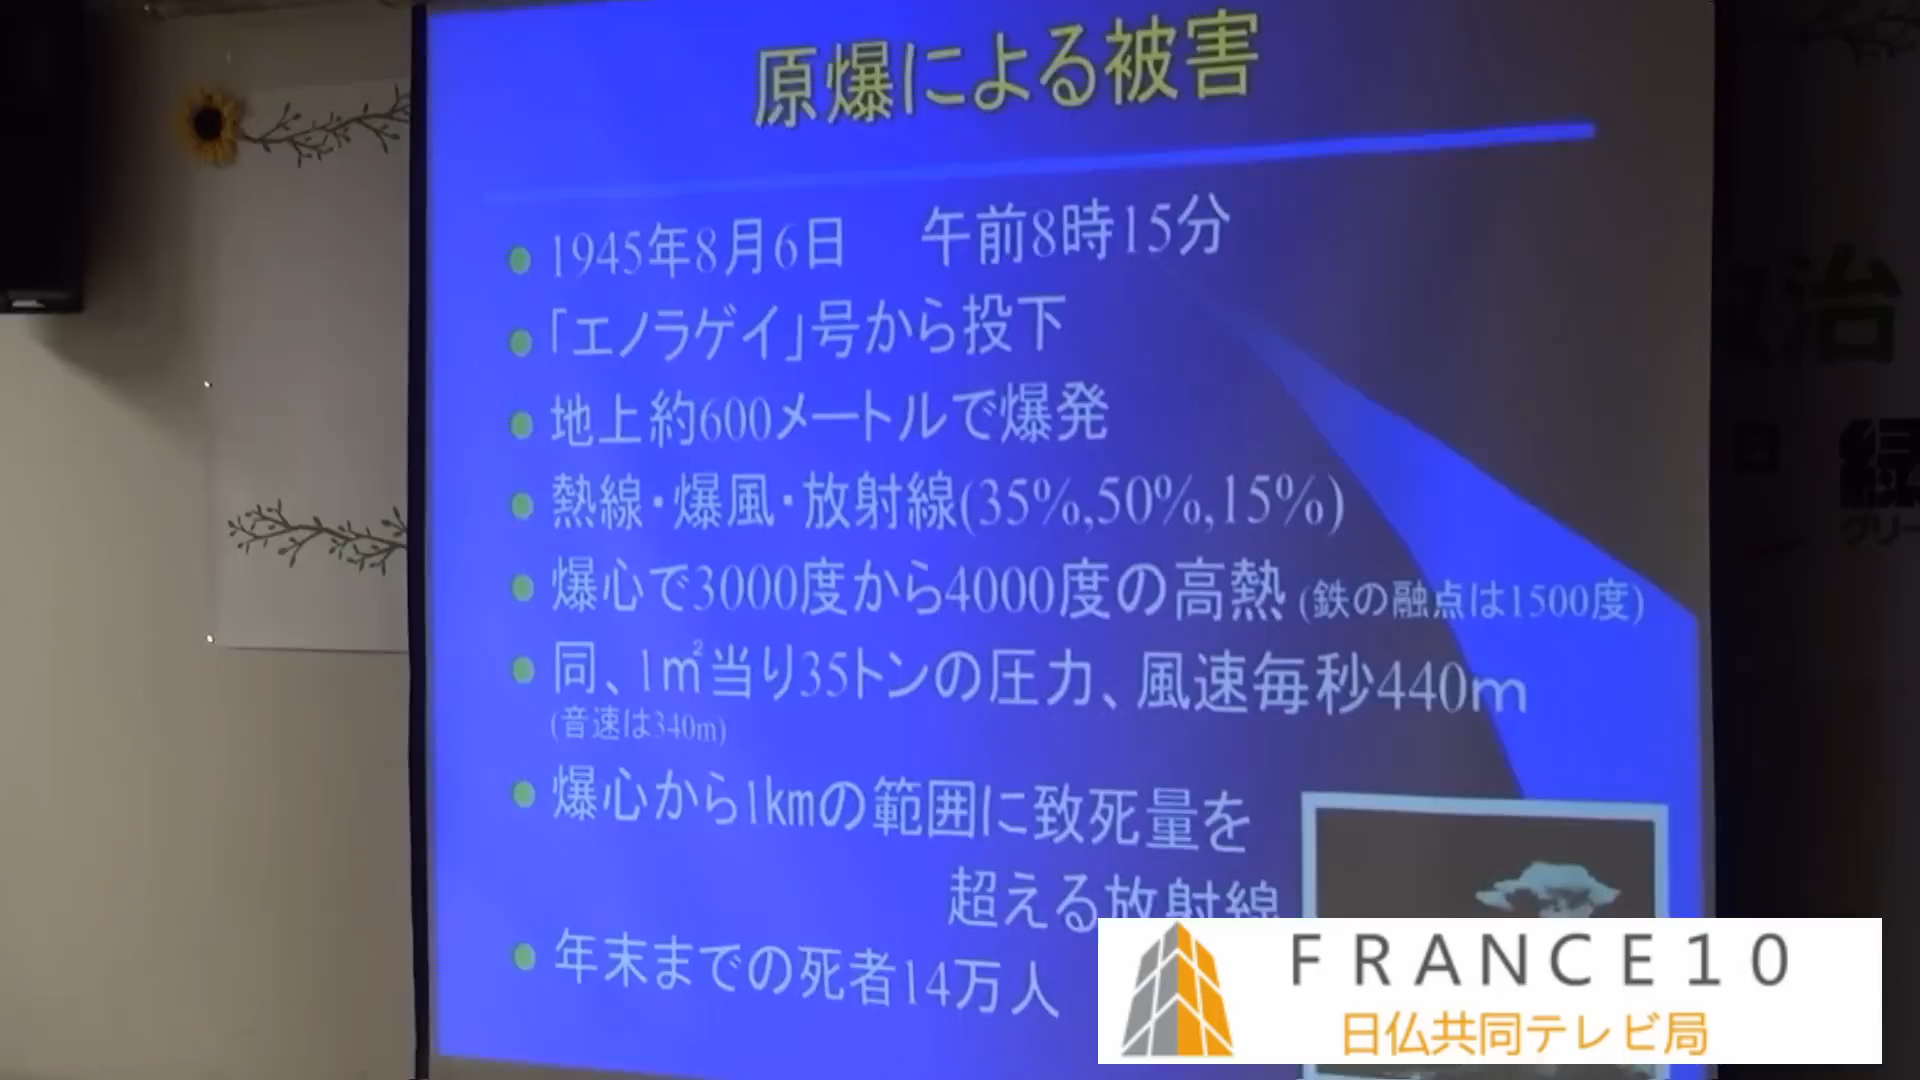 原爆による被害
1945年8月6日　午前8時15分
「エノラゲイ」号から投下
地上約600メートルで爆発
熱線・爆風・放射線(35%,50%,15%)
爆心で3000度から4000度の高熱 (鉄の融点は1500度)
同、1㎡当り35トンの圧力、風速毎秒440m
(音速は340m)
爆心から1kmの範囲に致死量を
超える放射線
年末までの死者14万人
治
日
緑
グリー
FRANCE10
日仏共同テレビ局